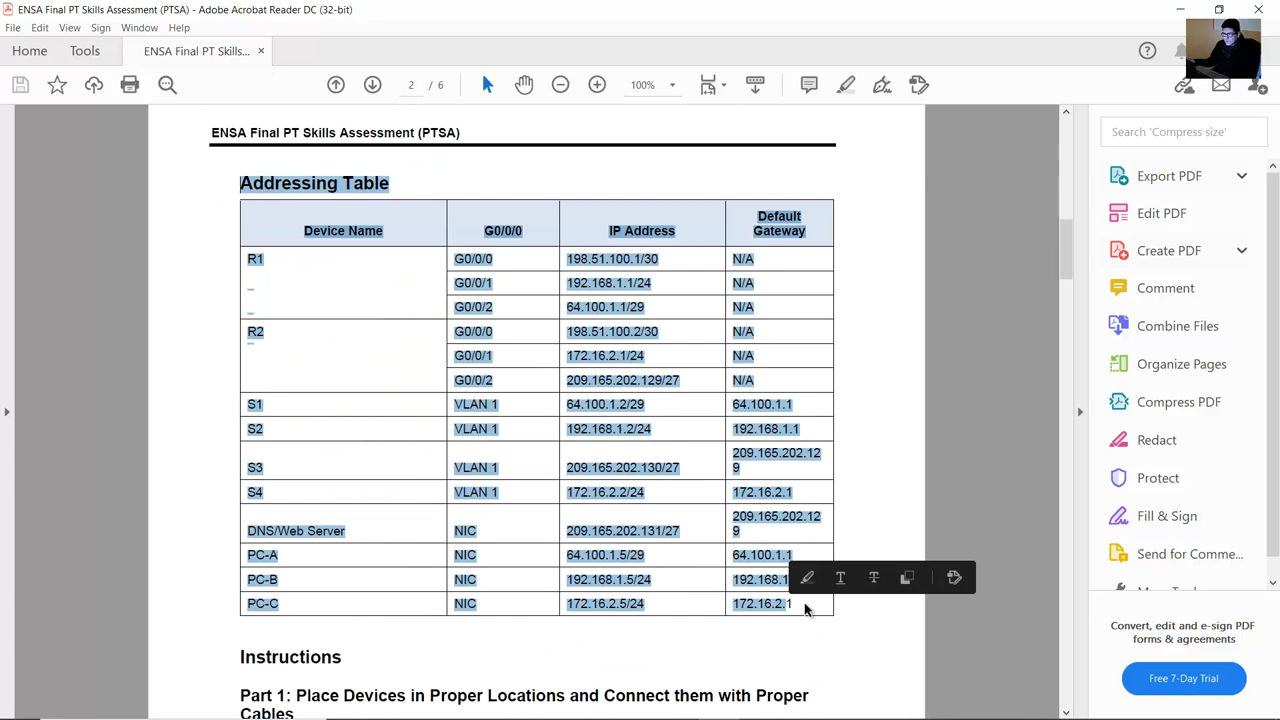 ENSA Final PT Skills Assessment (PTSA) - Adobe Acrobat Reader DC (32-bit)
File Edit View Sign Window Help
Home Tools ENSA Final PT Skills... ×
2 / 6 100%
ENSA Final PT Skills Assessment (PTSA)
Addressing Table
Device Name G0/0/0 IP Address Default Gateway
R1 G0/0/0 198.51.100.1/30 N/A
G0/0/1 192.168.1.1/24 N/A
G0/0/2 64.100.1.1/29 N/A
R2 G0/0/0 198.51.100.2/30 N/A
G0/0/1 172.16.2.1/24 N/A
G0/0/2 209.165.202.129/27 N/A
S1 VLAN 1 64.100.1.2/29 64.100.1.1
S2 VLAN 1 192.168.1.2/24 192.168.1.1
S3 VLAN 1 209.165.202.130/27 209.165.202.129
S4 VLAN 1 172.16.2.2/24 172.16.2.1
DNS/Web Server NIC 209.165.202.131/27 209.165.202.129
PC-A NIC 64.100.1.5/29 64.100.1.1
PC-B NIC 192.168.1.5/24 192.168.1
PC-C NIC 172.16.2.5/24 172.16.2.1
Instructions
Part 1: Place Devices in Proper Locations and Connect them with Proper
Cables
Search 'Compress size'
Export PDF
Edit PDF
Create PDF
Comment
Combine Files
Organize Pages
Compress PDF
Redact
Protect
Fill & Sign
Send for Comme...
Convert, edit and e-sign PDF
forms & agreements
Free 7-Day Trial